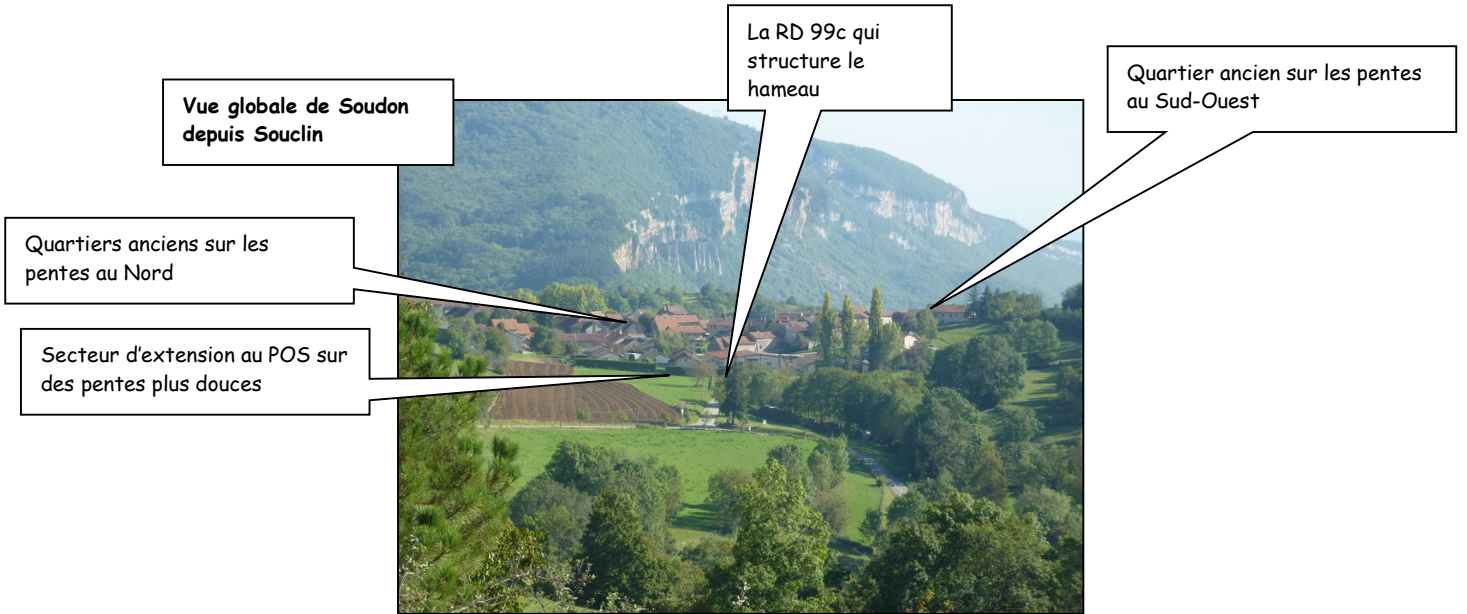 La RD 99c qui
structure le
hameau
Quartier ancien sur les pentes
au Sud-Ouest
Vue globale de Soudon
depuis Souclin
Quartiers anciens sur les
pentes au Nord
Secteur d'extension au POS sur
des pentes plus douces